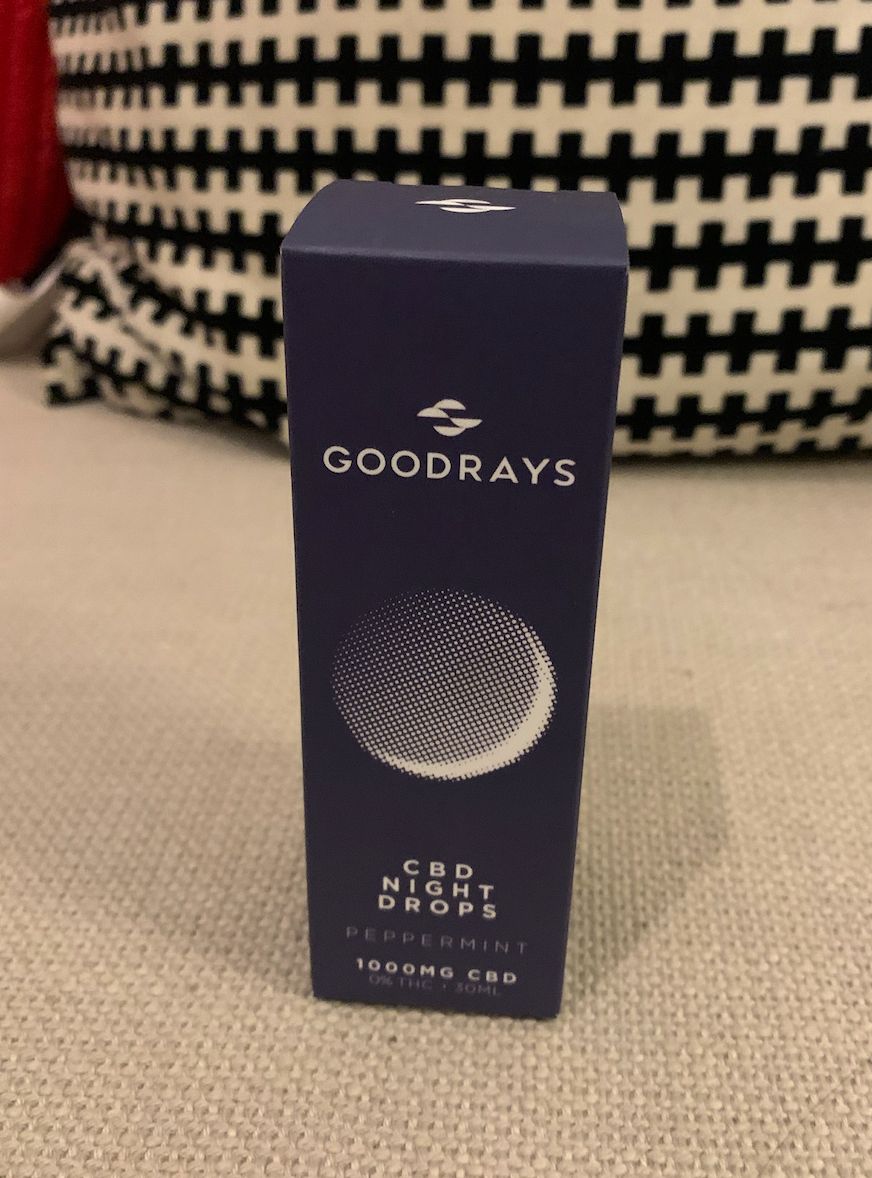 GOODRAYS
CBD
NIGHT
DROPS
PEPPERMINT
1000MG CBD
0% THC • 30ML